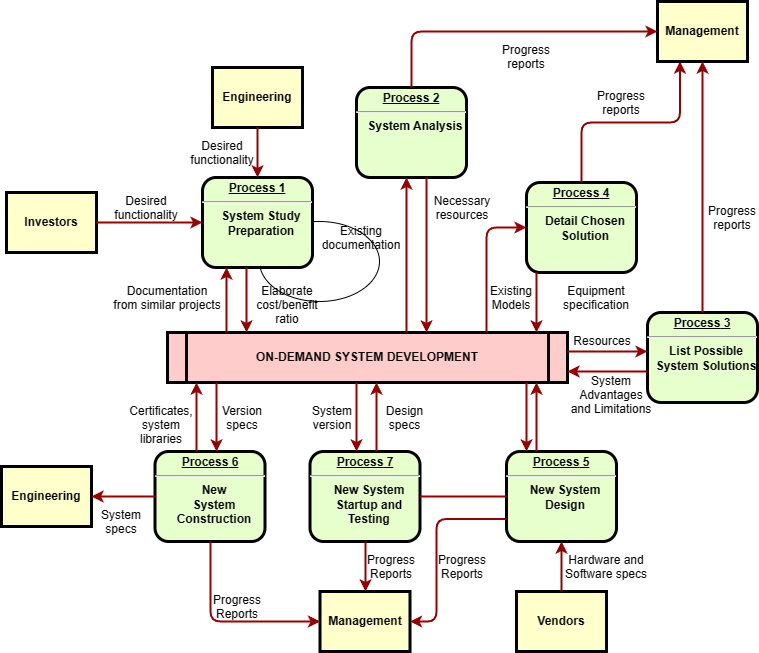 Management
Progress
reports
Process 2
System Analysis
Engineering
Progress
reports
Desired
functionality
Process 1
System Study
Preparation
Process 4
Detail Chosen
Solution
Investors
Desired
functionality
Necessary
resources
Existing
documentation
Progress
reports
Documentation
from similar projects
Elaborate
cost/benefit
ratio
Existing
Models
Equipment
specification
Process 3
List Possible
System Solutions
ON-DEMAND SYSTEM DEVELOPMENT
Resources
System
Advantages
and Limitations
Certificates,
system
libraries
Version
specs
System
version
Design
specs
Process 6
New
System
Construction
Process 7
New System
Startup and
Testing
Process 5
New System
Design
Engineering
System
specs
Progress
Reports
Progress
Reports
Hardware and
Software specs
Progress
Reports
Management
Vendors